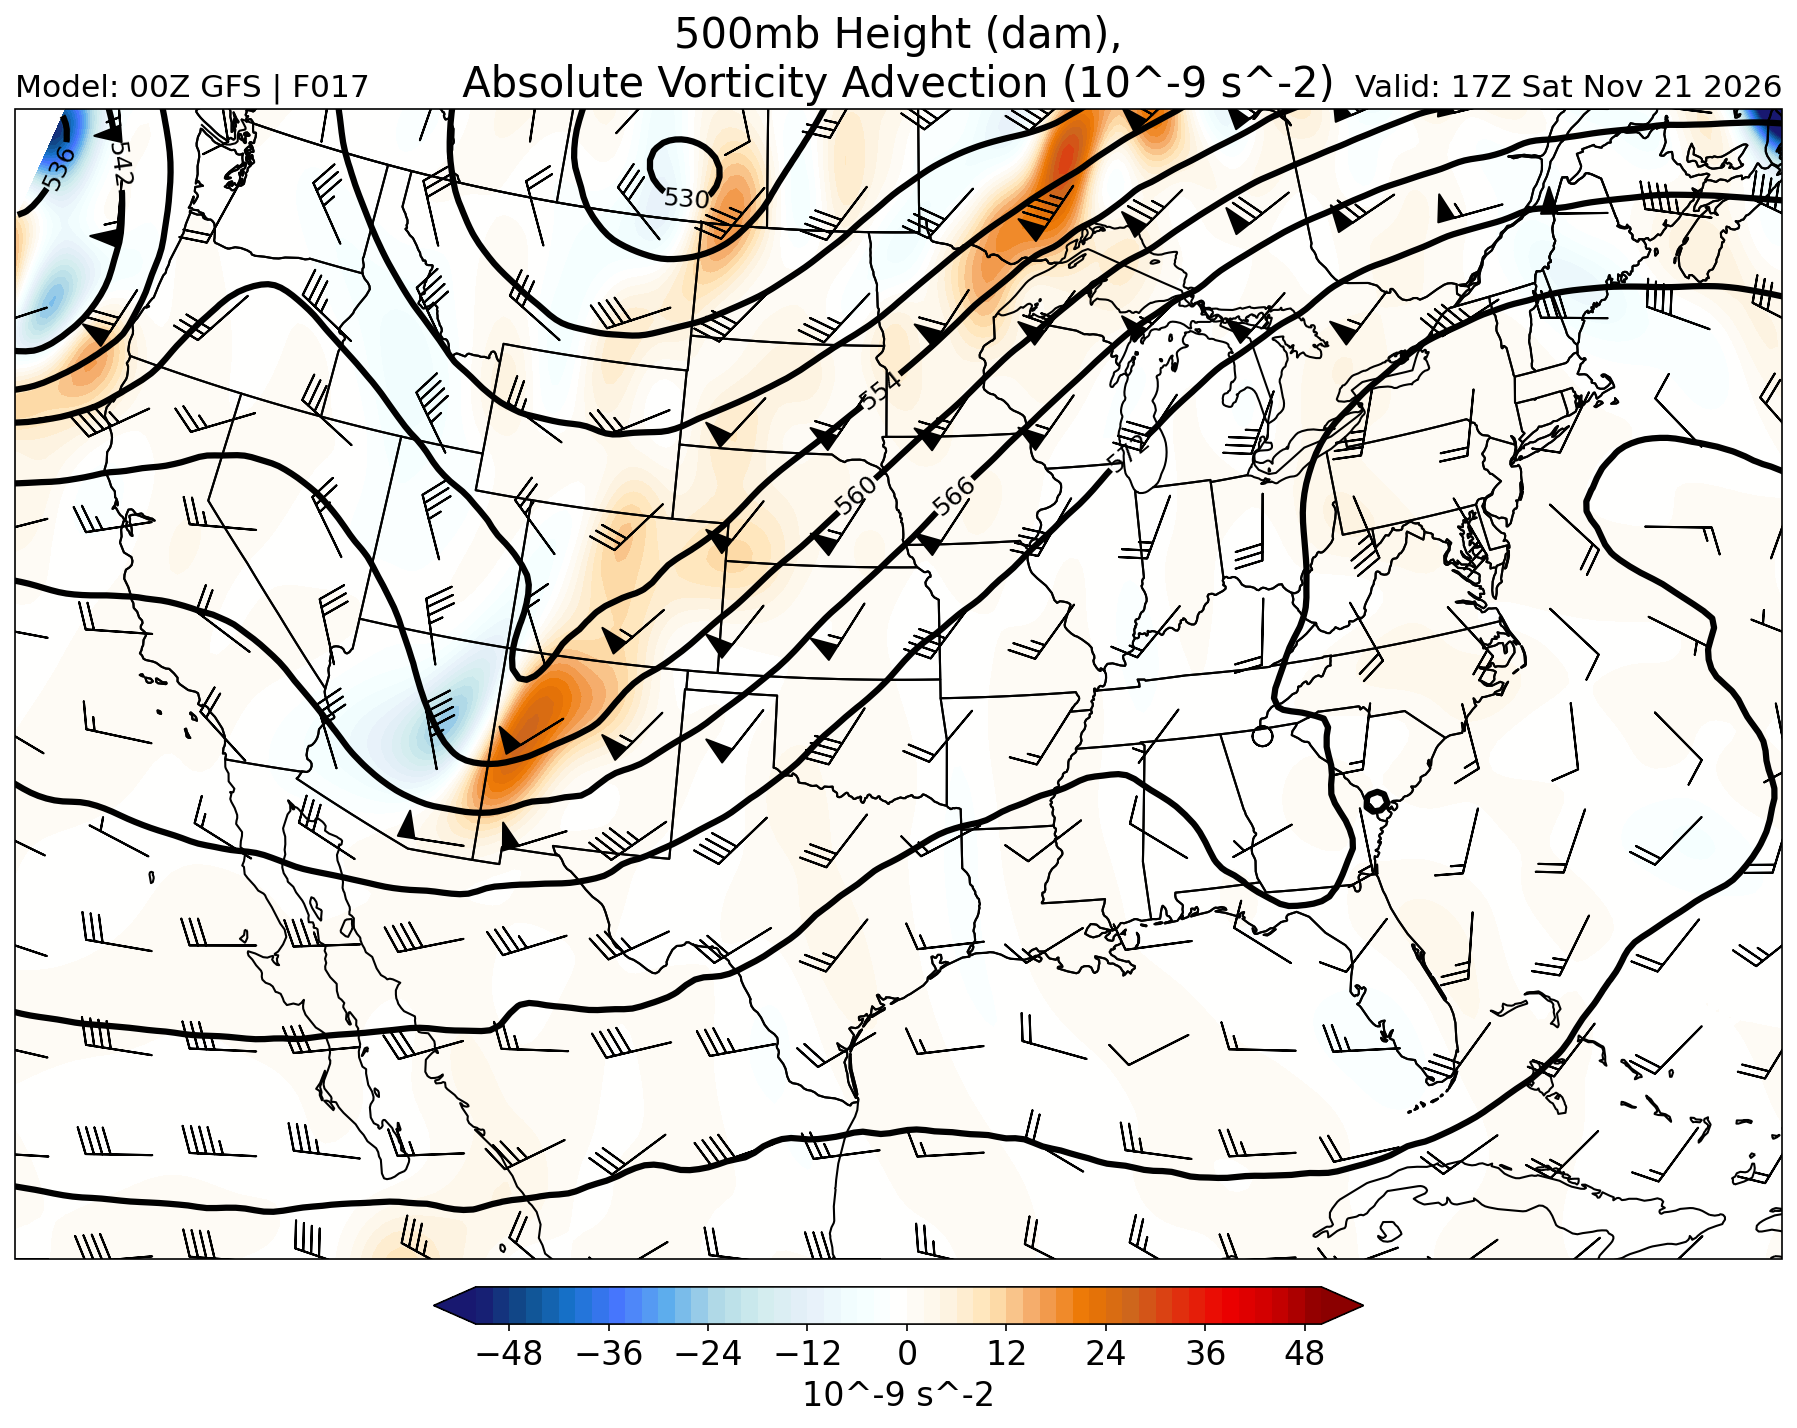 500mb Height (dam),
Absolute Vorticity Advection (10^-9 s^-2)
Model: 00Z GFS | F017
Valid: 17Z Sat Nov 21 2026
536
542
530
554
560
566
−48 −36 −24 −12 0 12 24 36 48
10^-9 s^-2